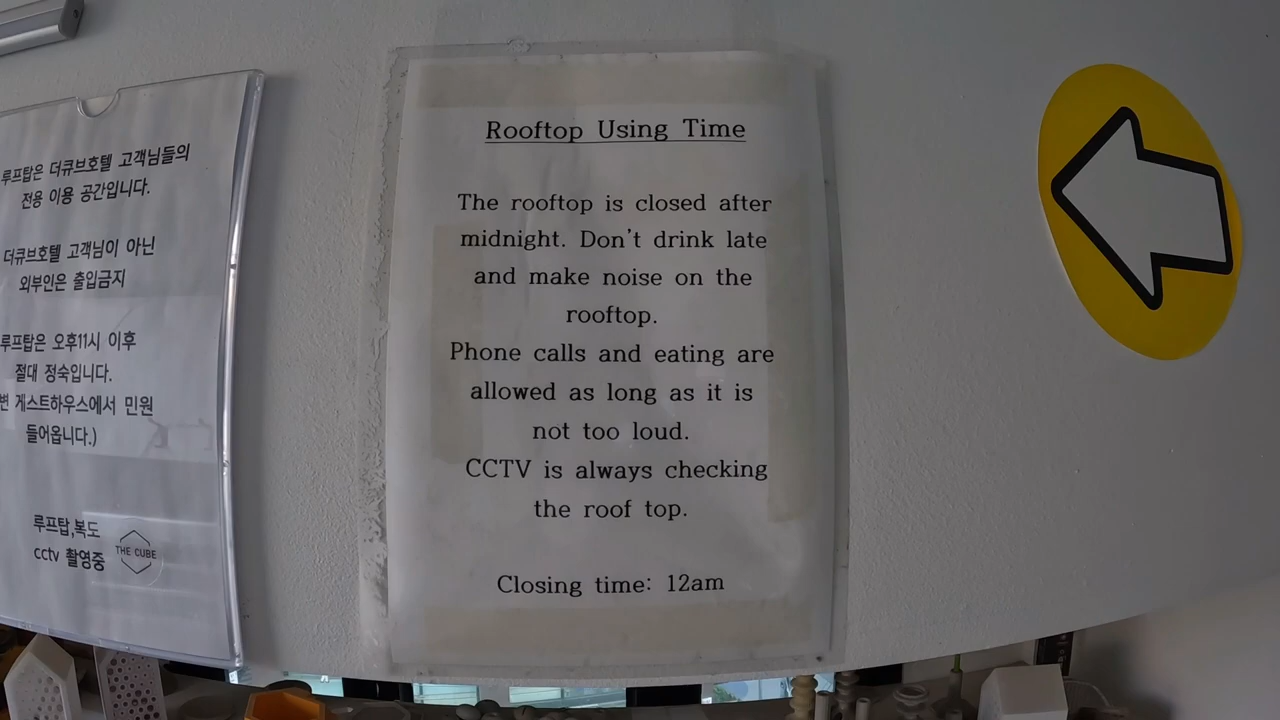 루프탑은 더큐브호텔 고객님들의
전용 이용 공간입니다.
더큐브호텔 고객님이 아닌
외부인은 출입금지
루프탑은 오후11시 이후
절대 정숙입니다.
변 게스트하우스에서 민원
들어옵니다.)
루프탑,복도
cctv 촬영중
THE CUBE
Rooftop Using Time
The rooftop is closed after
midnight. Don't drink late
and make noise on the
rooftop.
Phone calls and eating are
allowed as long as it is
not too loud.
CCTV is always checking
the roof top.
Closing time: 12am